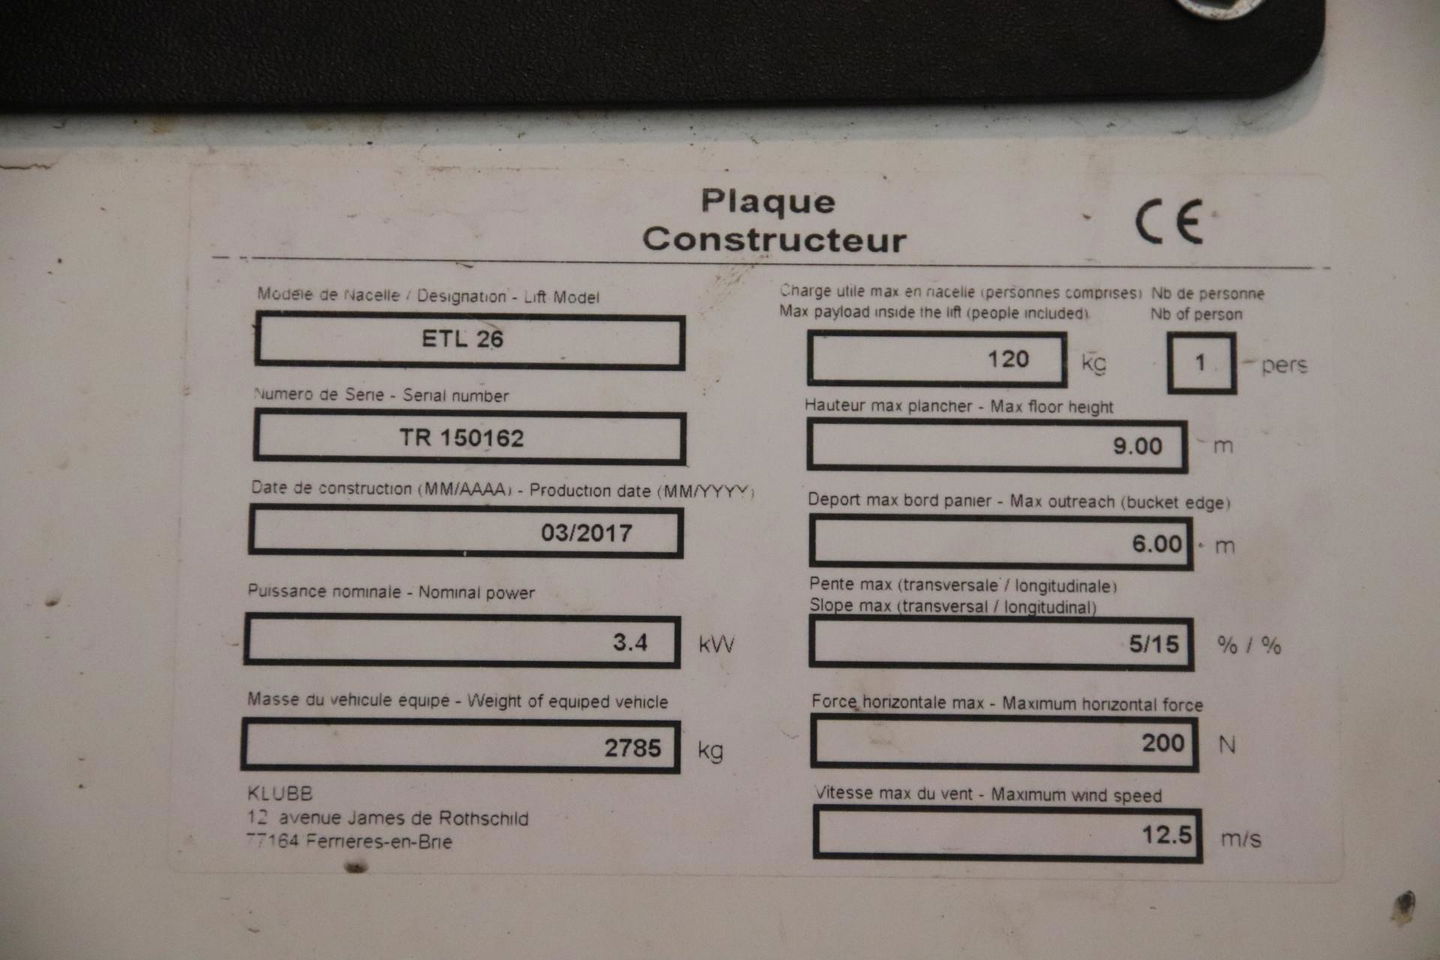 Plaque
Constructeur
CE
Modèle de Nacelle / Designation - Lift Model
ETL 26
Numero de Serie - Serial number
TR 150162
Date de construction (MM/AAAA) - Production date (MM/YYYY)
03/2017
Puissance nominale - Nominal power
3.4 kW
Masse du vehicule equipe - Weight of equiped vehicle
2785 kg
KLUBB
12 avenue James de Rothschild
77164 Ferrieres-en-Brie
Charge utile max en nacelle (personnes comprises)
Max payload inside the lift (people included)
120 kg
Nb de personne
Nb of person
1 pers
Hauteur max plancher - Max floor height
9.00 m
Deport max bord panier - Max outreach (bucket edge)
6.00 m
Pente max (transversale / longitudinale)
Slope max (transversal / longitudinal)
5/15 % / %
Force horizontale max - Maximum horizontal force
200 N
Vitesse max du vent - Maximum wind speed
12.5 m/s